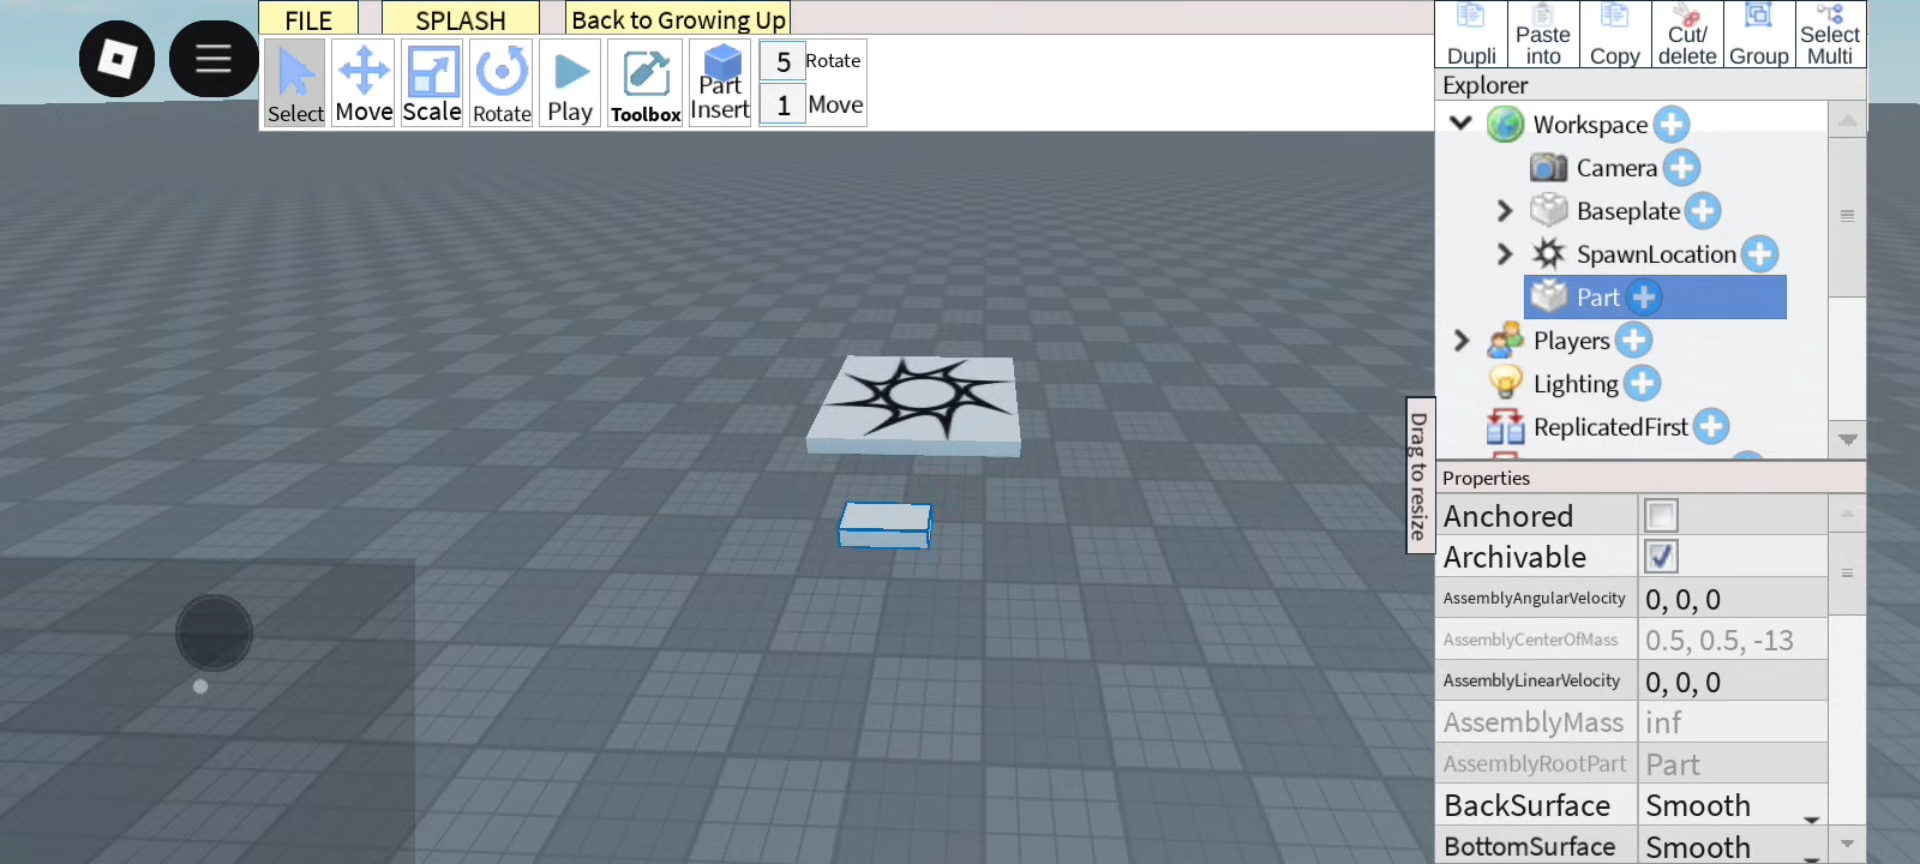 FILE
SPLASH
Back to Growing Up
Select
Move
Scale
Rotate
Play
Toolbox
Part
Insert
5 Rotate
1 Move
Dupli
Paste
into
Copy
Cut/
delete
Group
Select
Multi
Explorer
Workspace
Camera
Baseplate
SpawnLocation
Part
Players
Lighting
ReplicatedFirst
Drag to resize
Properties
Anchored
Archivable
AssemblyAngularVelocity 0, 0, 0
AssemblyCenterOfMass 0.5, 0.5, -13
AssemblyLinearVelocity 0, 0, 0
AssemblyMass inf
AssemblyRootPart Part
BackSurface Smooth
BottomSurface Smooth